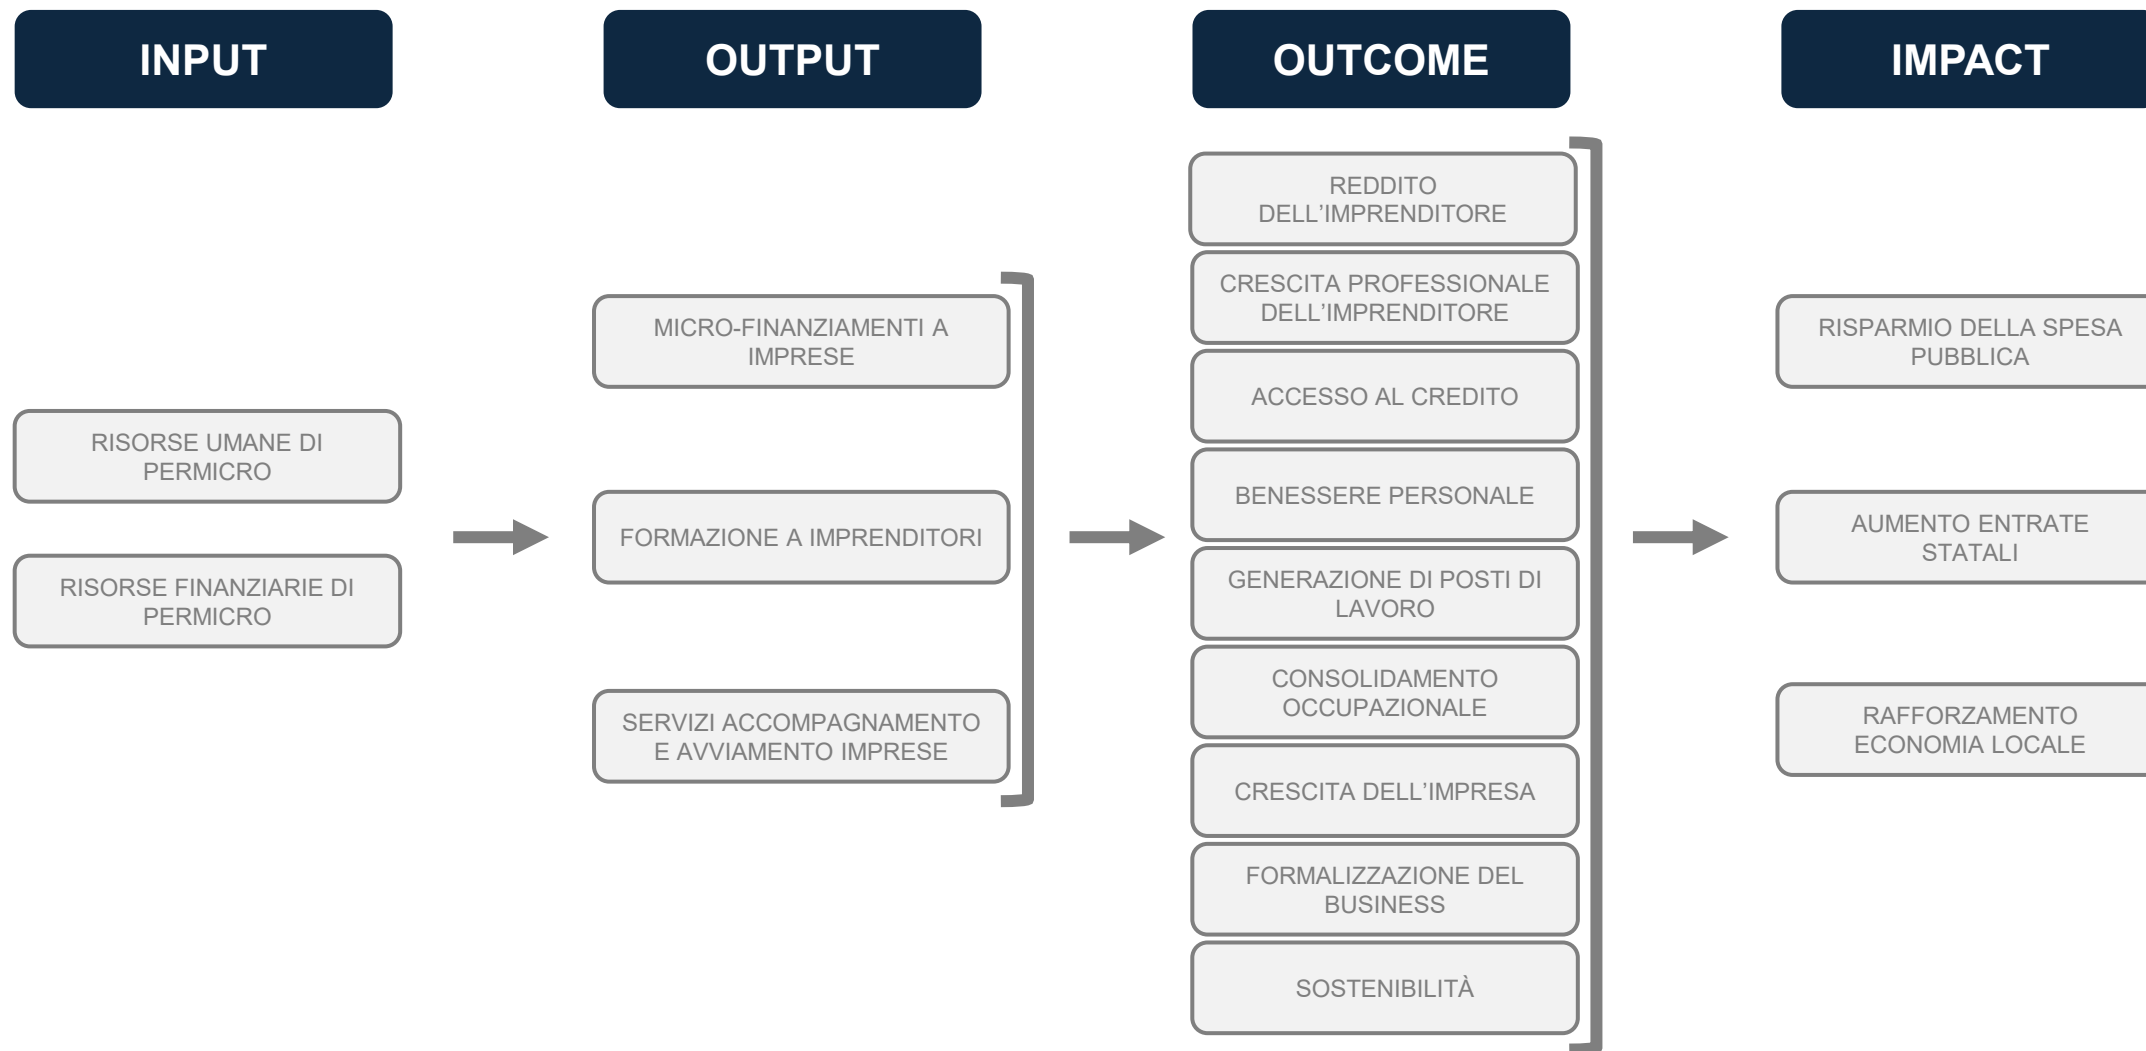 INPUT
OUTPUT
OUTCOME
IMPACT
RISORSE UMANE DI
PERMICRO
RISORSE FINANZIARIE DI
PERMICRO
MICRO-FINANZIAMENTI A
IMPRESE
FORMAZIONE A IMPRENDITORI
SERVIZI ACCOMPAGNAMENTO
E AVVIAMENTO IMPRESE
REDDITO
DELL’IMPRENDITORE
CRESCITA PROFESSIONALE
DELL’IMPRENDITORE
ACCESSO AL CREDITO
BENESSERE PERSONALE
GENERAZIONE DI POSTI DI
LAVORO
CONSOLIDAMENTO
OCCUPAZIONALE
CRESCITA DELL’IMPRESA
FORMALIZZAZIONE DEL
BUSINESS
SOSTENIBILITÀ
RISPARMIO DELLA SPESA
PUBBLICA
AUMENTO ENTRATE
STATALI
RAFFORZAMENTO
ECONOMIA LOCALE